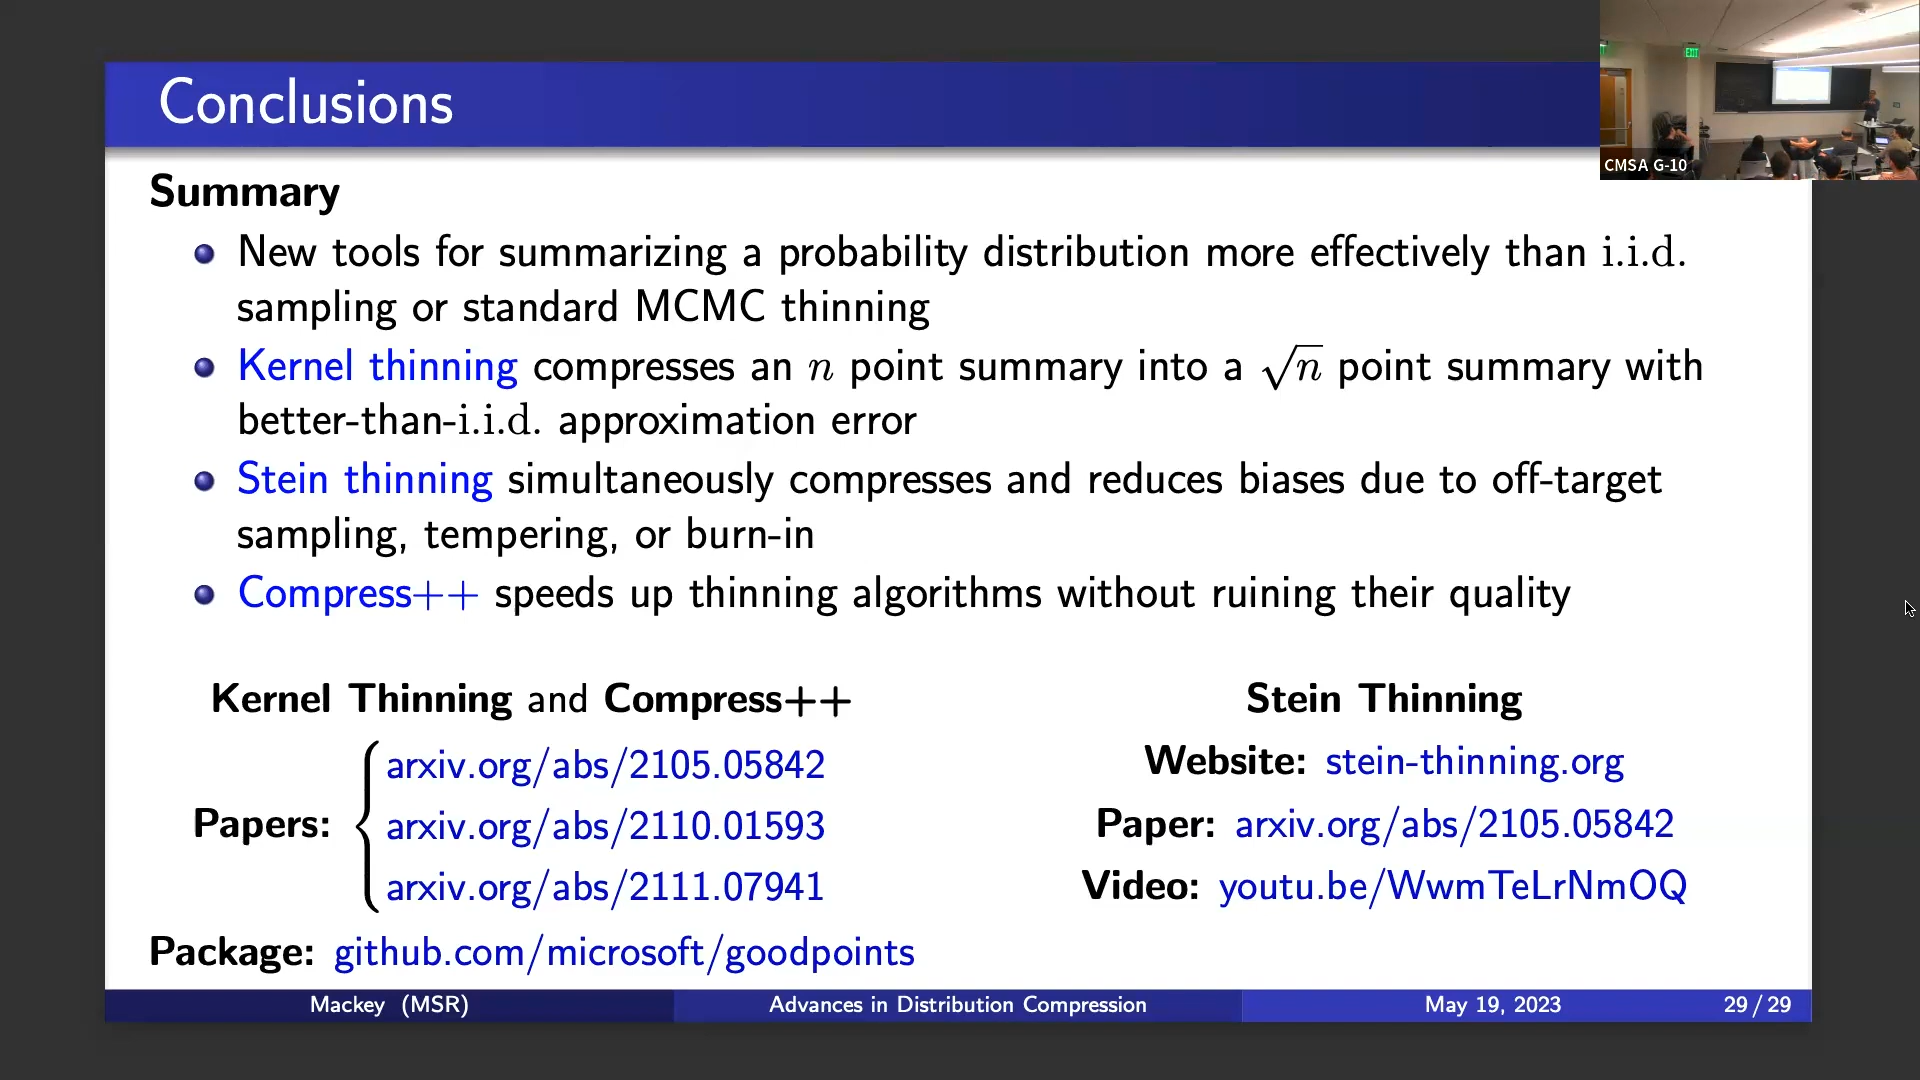 Conclusions
EXIT
CMSA G-10
Summary
New tools for summarizing a probability distribution more effectively than i.i.d.
sampling or standard MCMC thinning
Kernel thinning compresses an n point summary into a √n point summary with
better-than-i.i.d. approximation error
Stein thinning simultaneously compresses and reduces biases due to off-target
sampling, tempering, or burn-in
Compress++ speeds up thinning algorithms without ruining their quality
Kernel Thinning and Compress++
Papers:
arxiv.org/abs/2105.05842
arxiv.org/abs/2110.01593
arxiv.org/abs/2111.07941
Package: github.com/microsoft/goodpoints
Stein Thinning
Website: stein-thinning.org
Paper: arxiv.org/abs/2105.05842
Video: youtu.be/WwmTeLrNmOQ
Mackey (MSR) Advances in Distribution Compression May 19, 2023 29 / 29